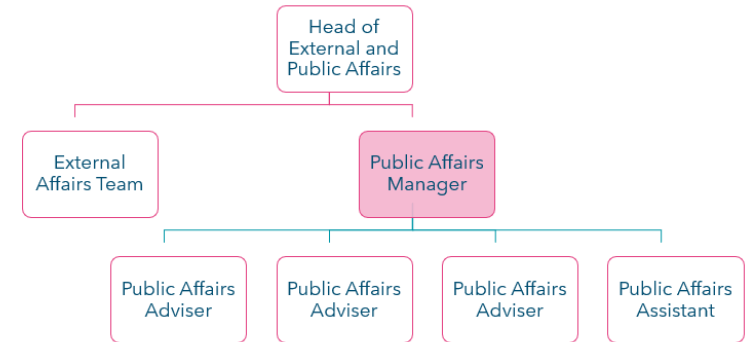 Head of
External and
Public Affairs
External
Affairs Team
Public Affairs
Manager
Public Affairs
Adviser
Public Affairs
Adviser
Public Affairs
Adviser
Public Affairs
Assistant